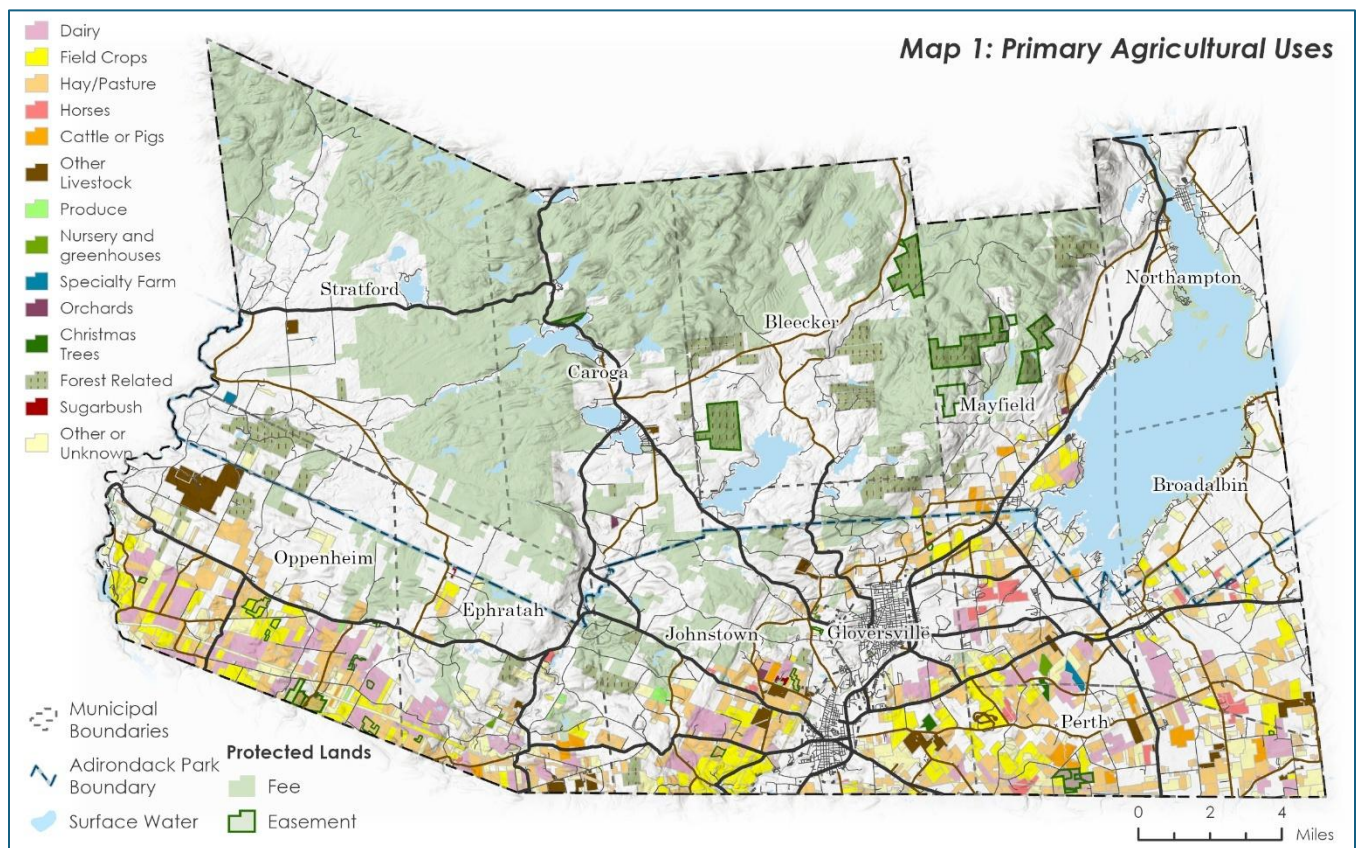 Map 1: Primary Agricultural Uses
Dairy
Field Crops
Hay/Pasture
Horses
Cattle or Pigs
Other
Livestock
Produce
Nursery and
greenhouses
Specialty Farm
Orchards
Christmas
Trees
Forest Related
Sugarbush
Other or
Unknown
Stratford
Bleecker
Northampton
Caroga
Mayfield
Broadalbin
Oppenheim
Ephratah
Johnstown
Gloversville
Perth
Municipal
Boundaries
Adirondack Park
Boundary
Surface Water
Protected Lands
Fee
Easement
0 2 4
Miles